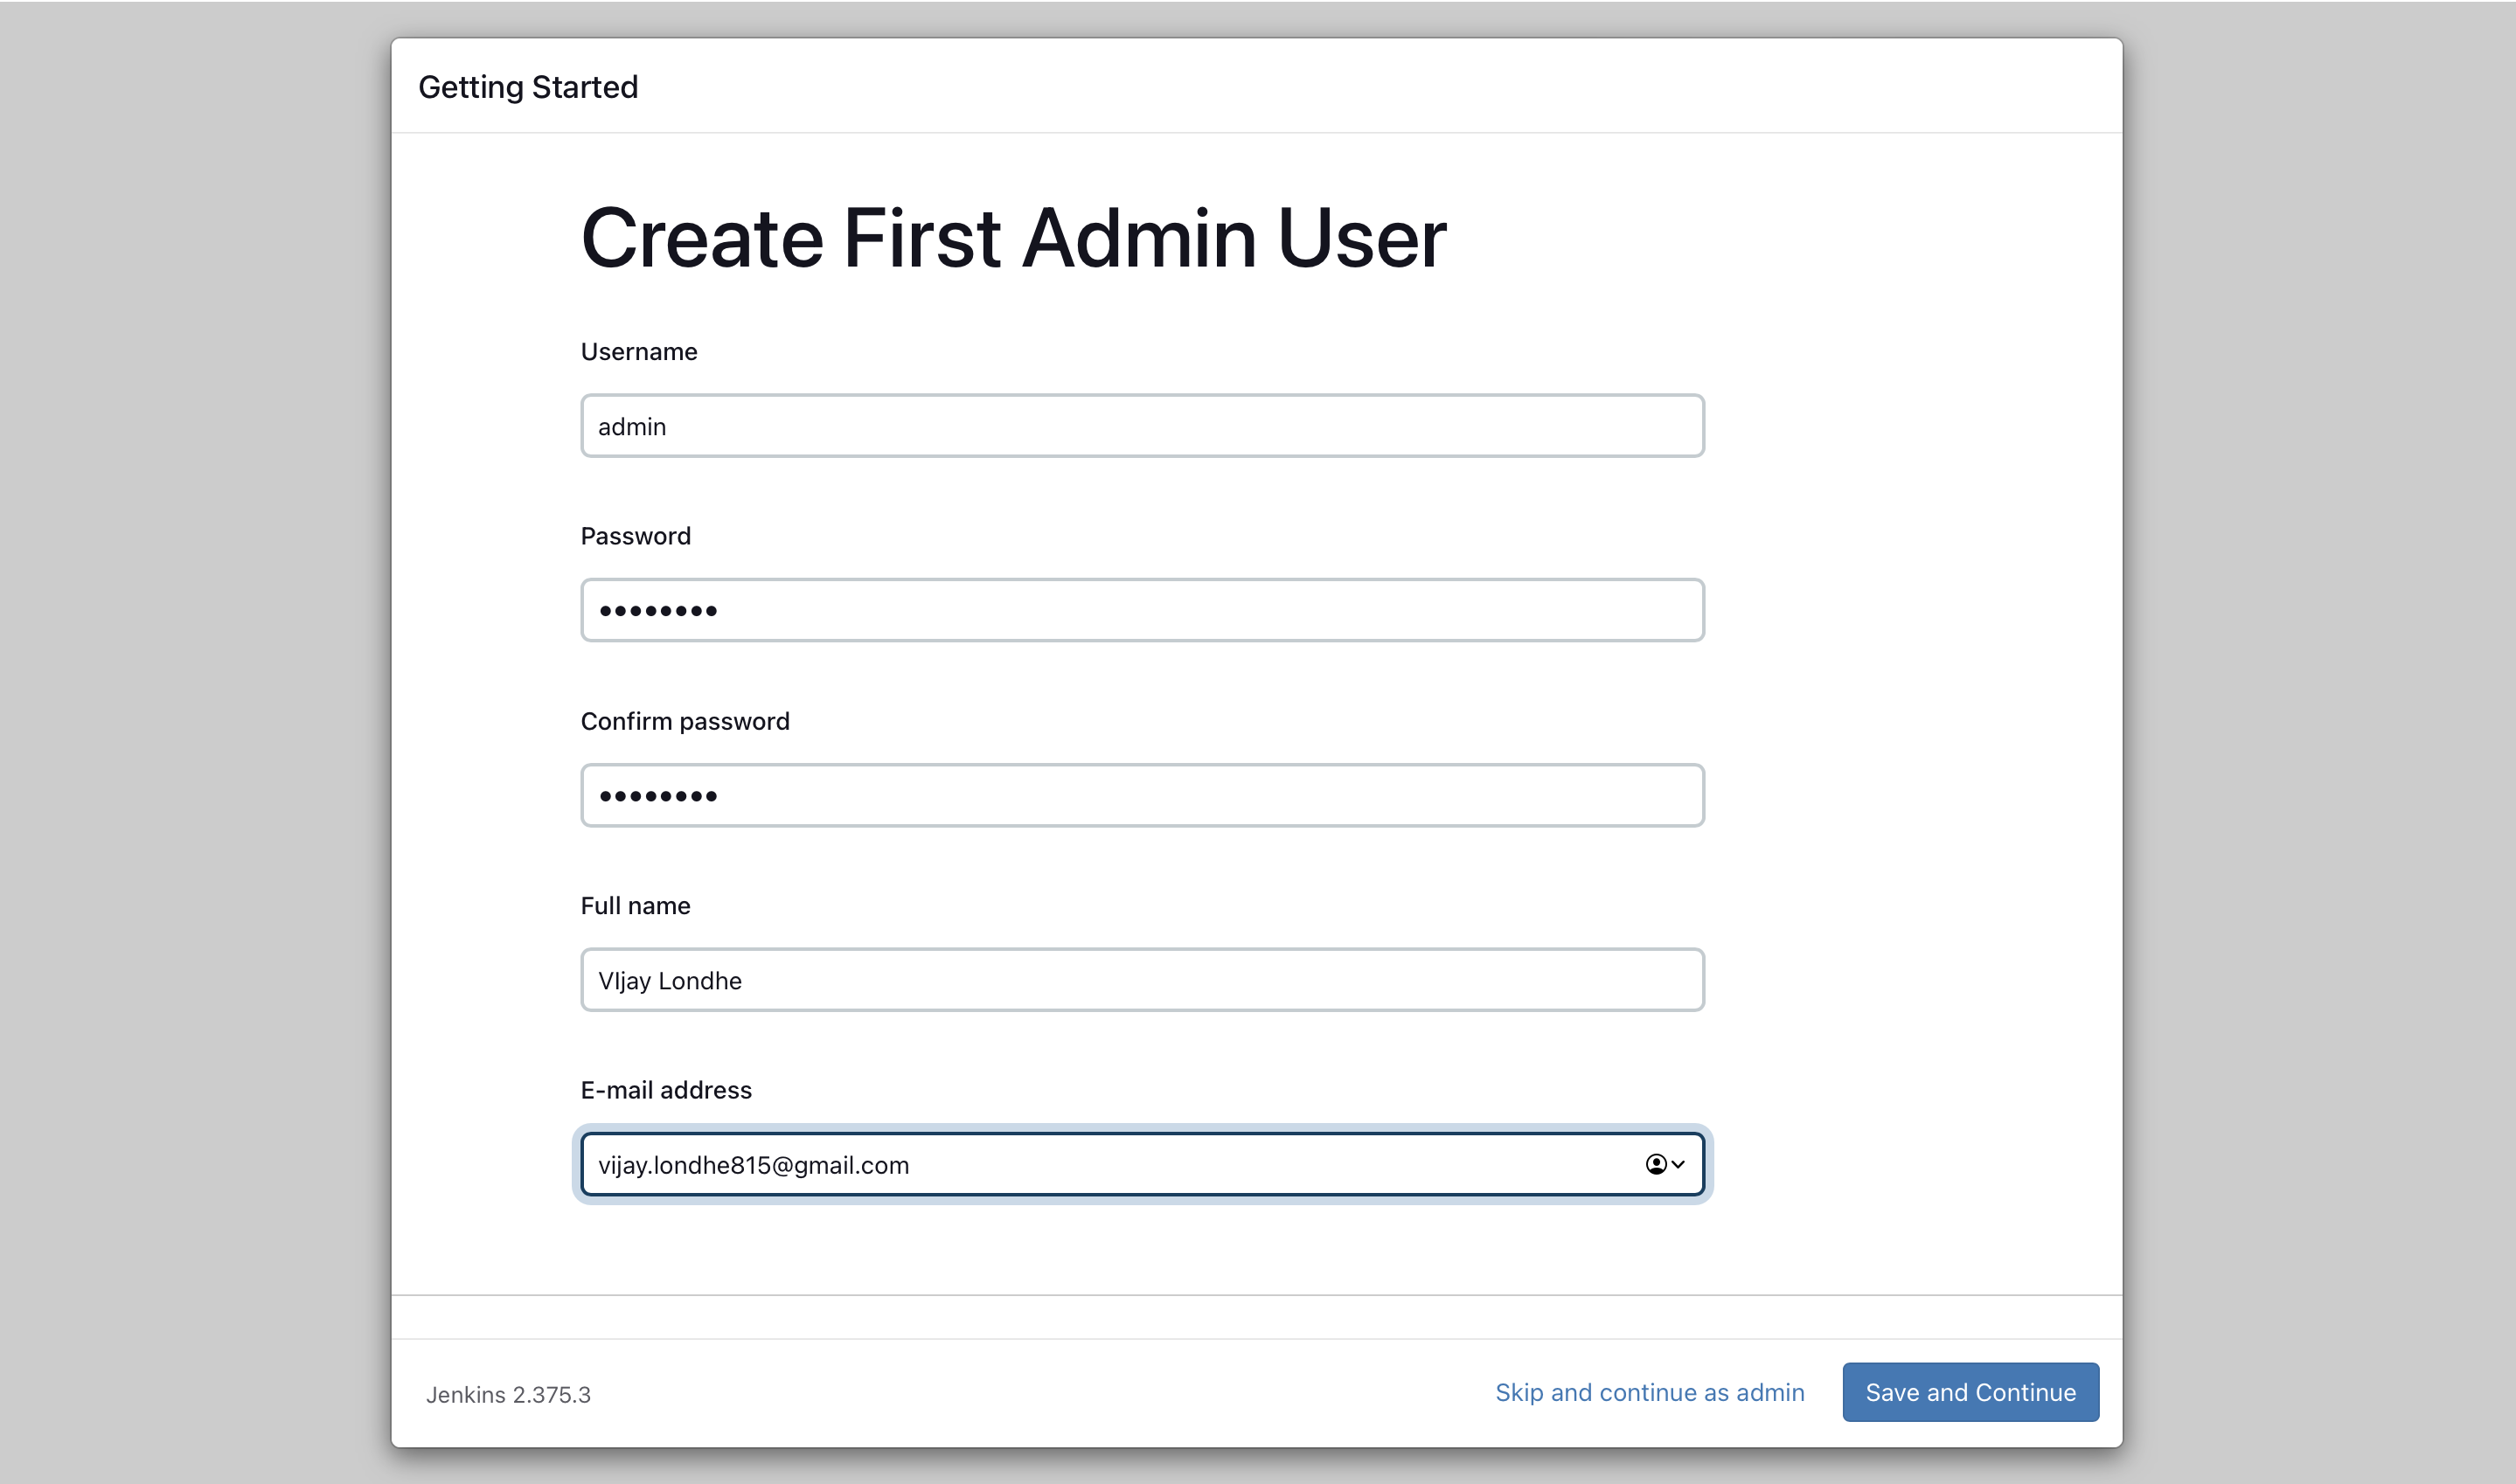 Getting Started
Create First Admin User
Username
admin
Password
••••••••
Confirm password
••••••••
Full name
VIjay Londhe
E-mail address
vijay.londhe815@gmail.com
Jenkins 2.375.3
Skip and continue as admin
Save and Continue